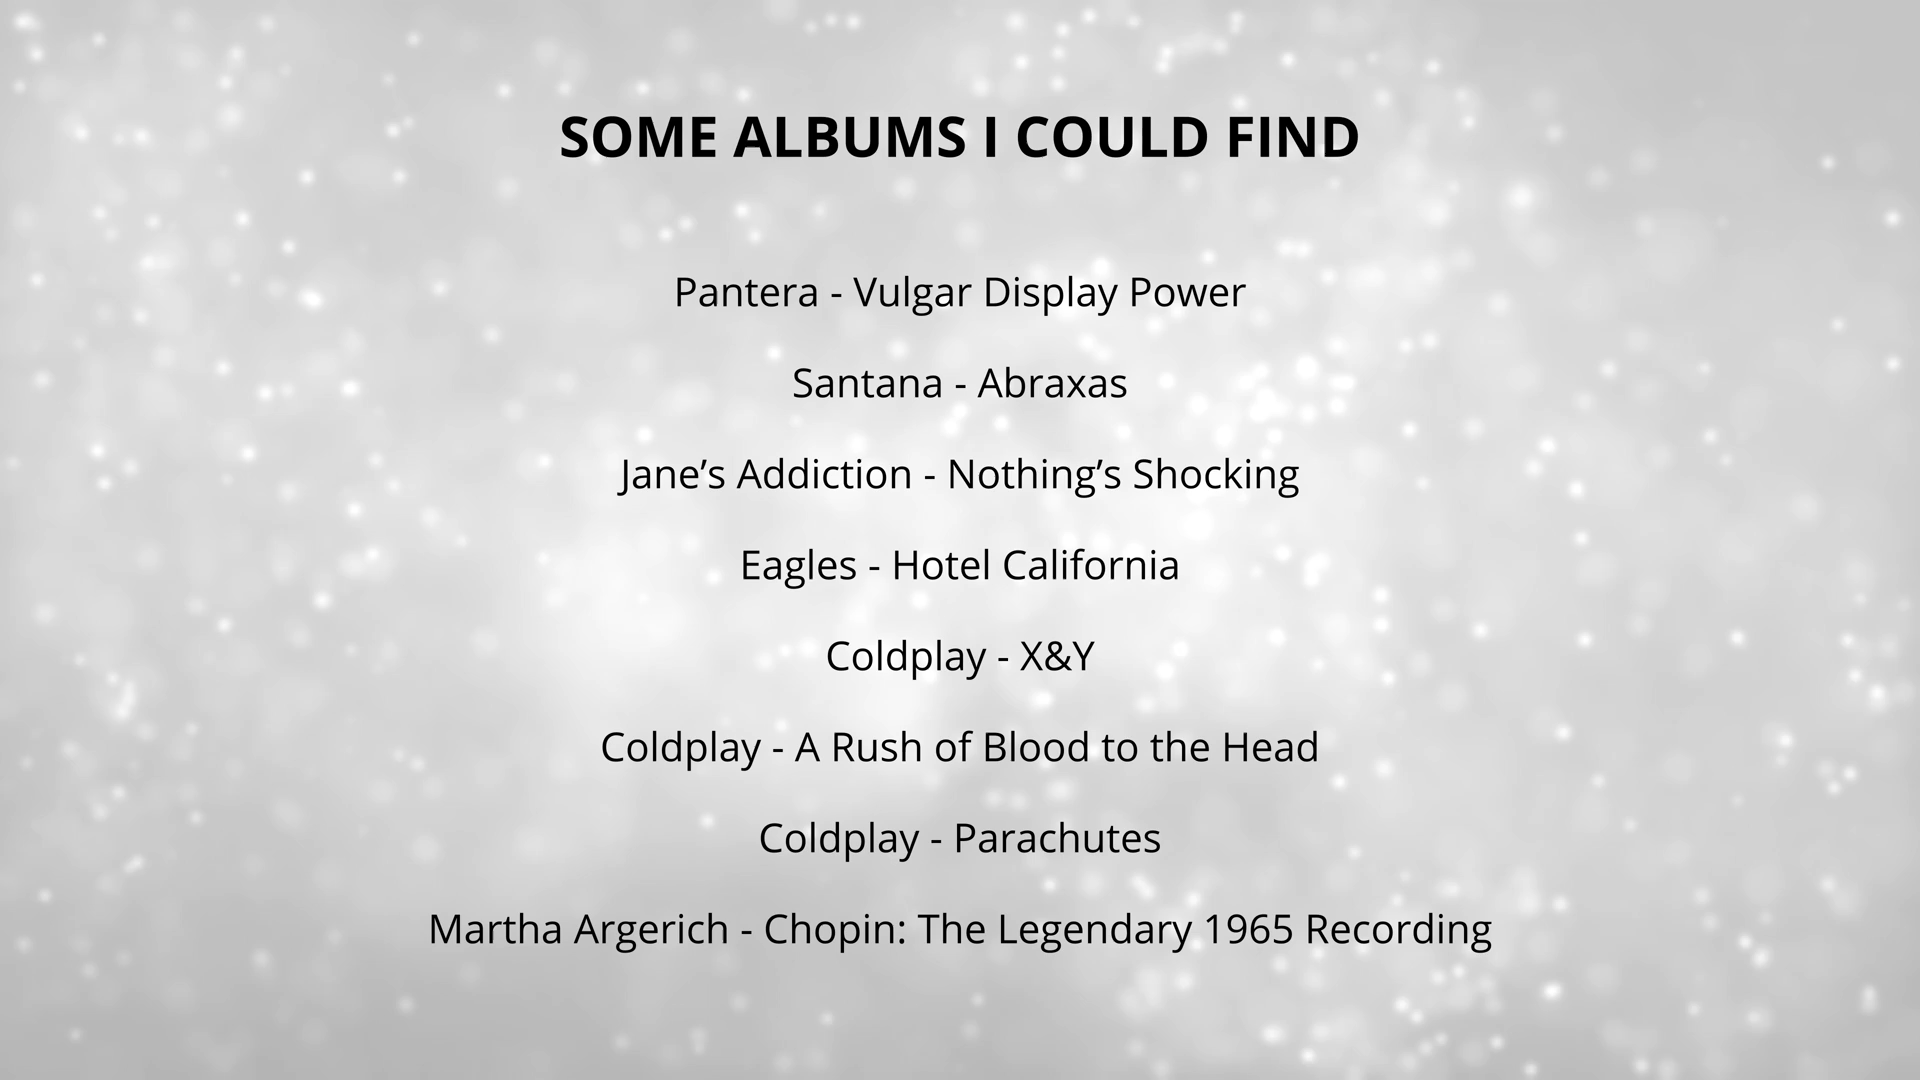 SOME ALBUMS I COULD FIND
Pantera - Vulgar Display Power
Santana - Abraxas
Jane’s Addiction - Nothing’s Shocking
Eagles - Hotel California
Coldplay - X&Y
Coldplay - A Rush of Blood to the Head
Coldplay - Parachutes
Martha Argerich - Chopin: The Legendary 1965 Recording